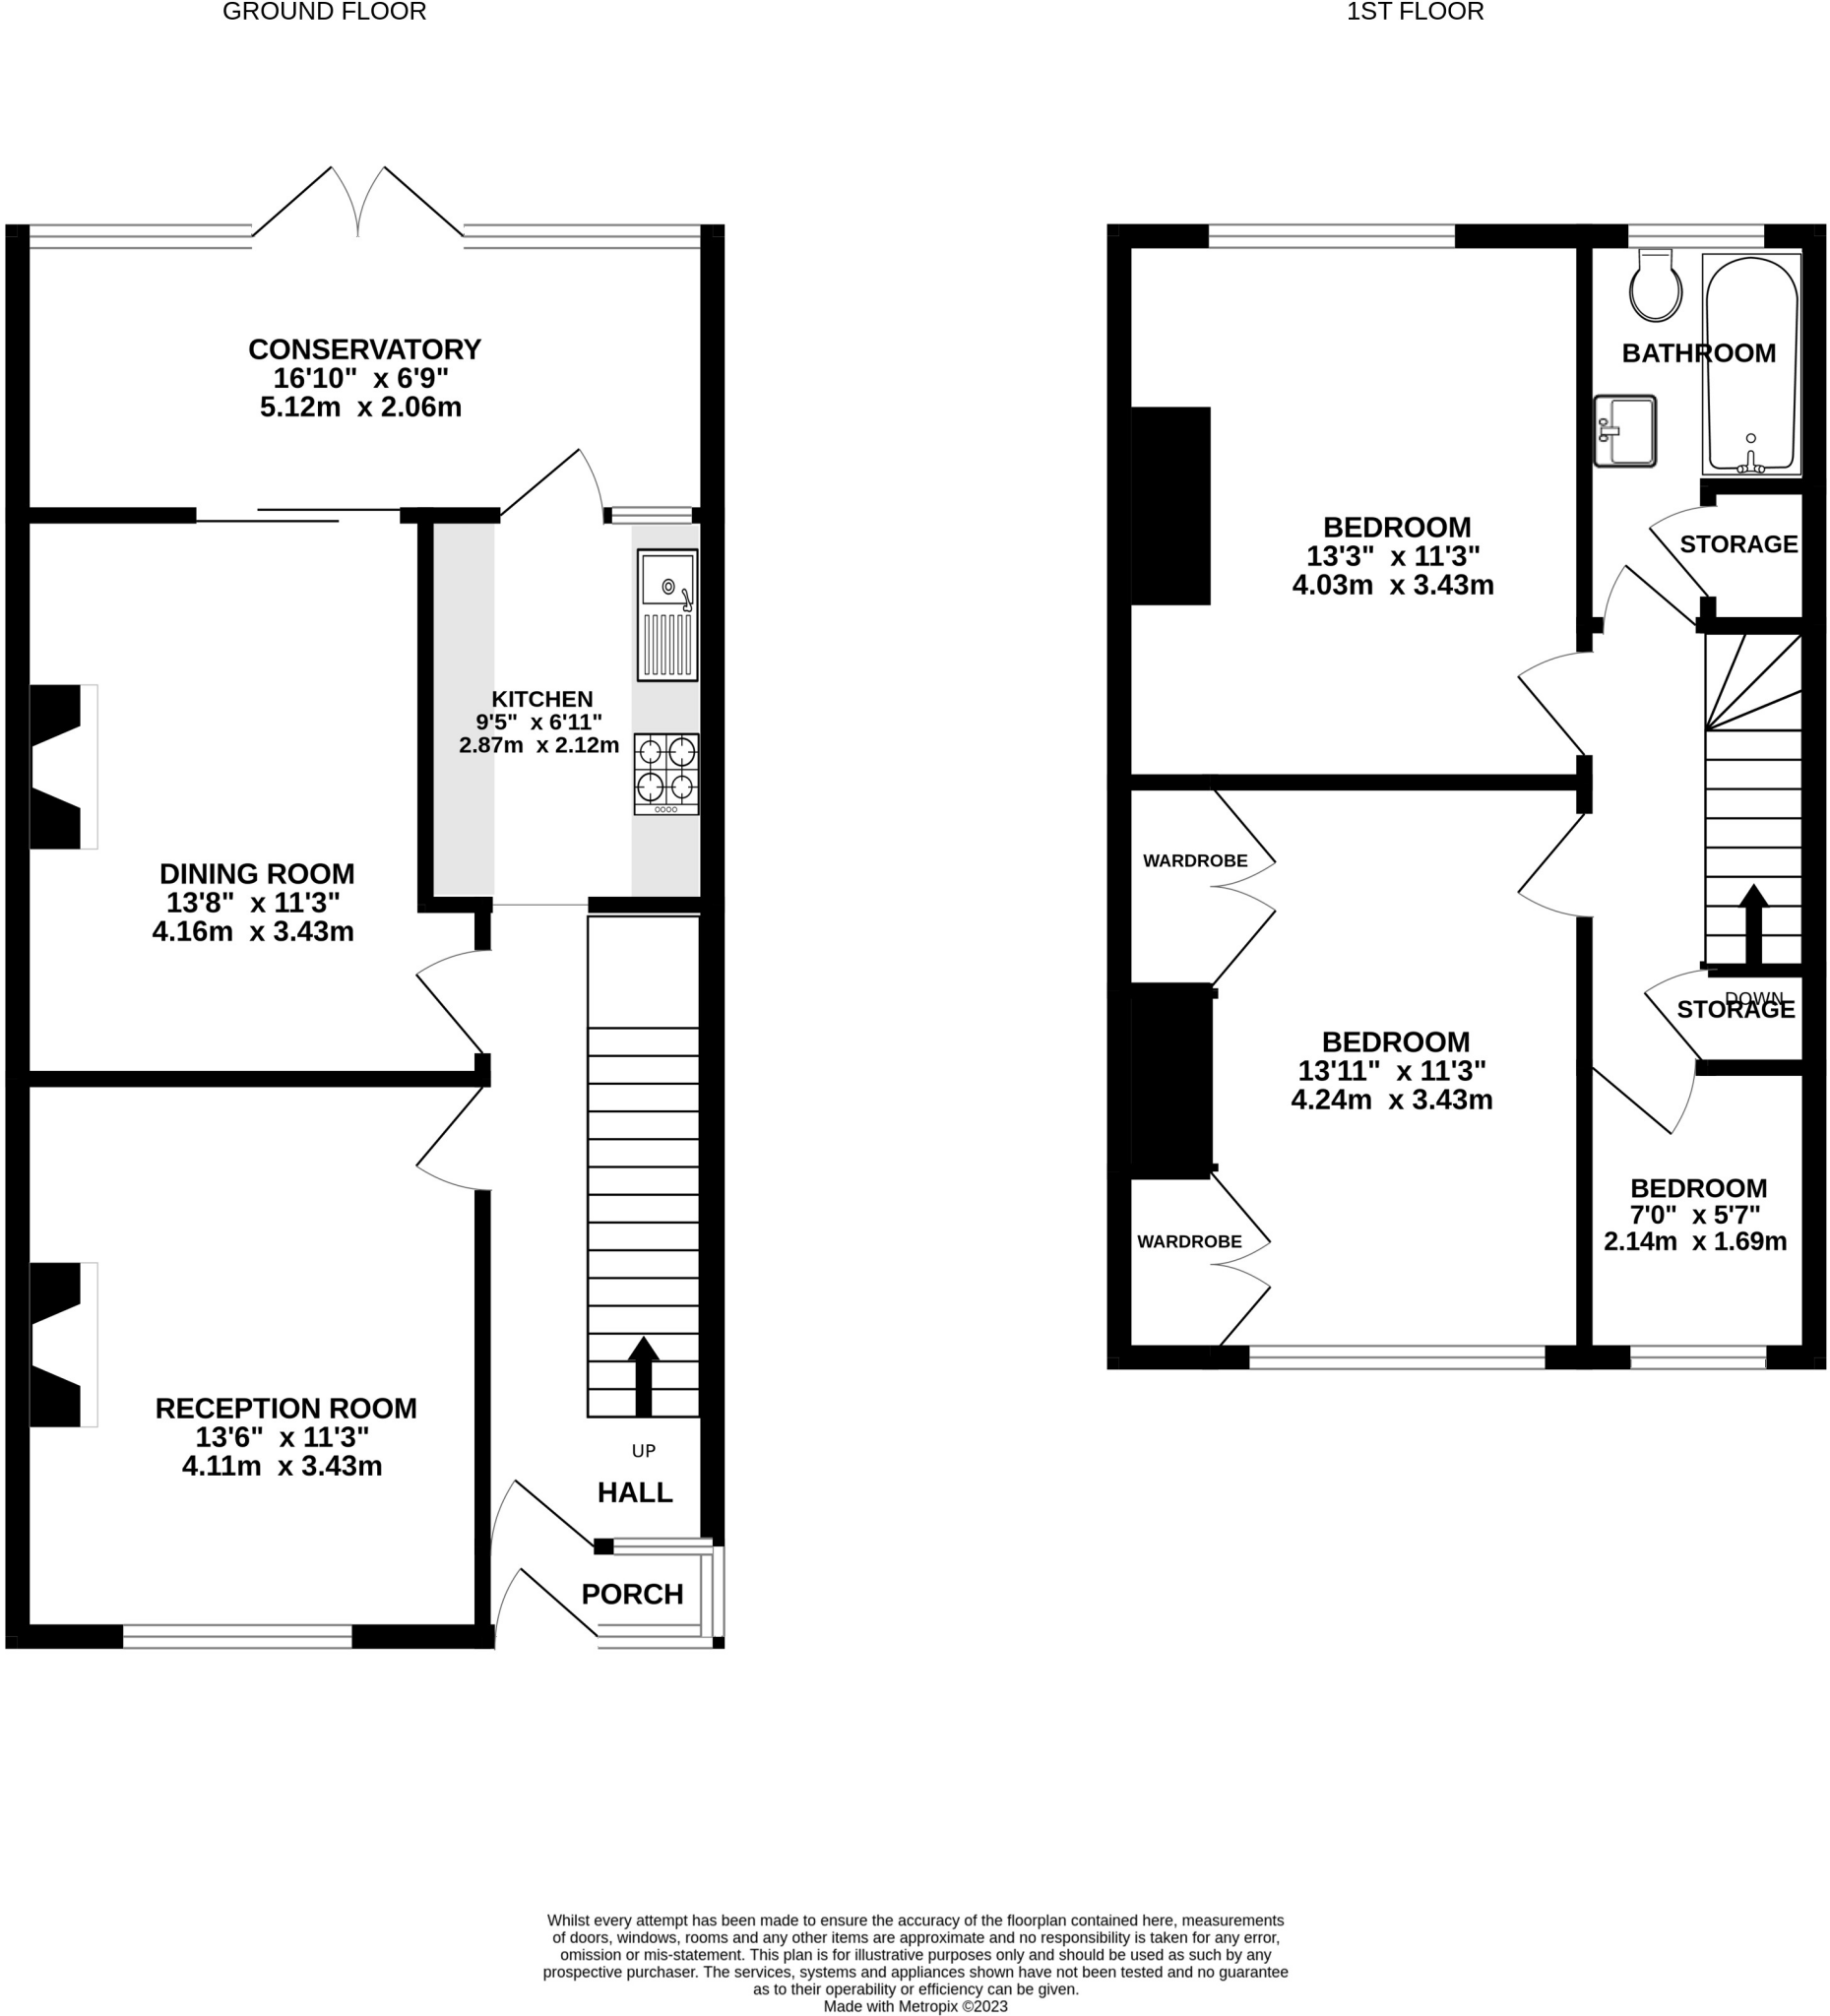 GROUND FLOOR
CONSERVATORY
16'10" x 6'9"
5.12m x 2.06m
KITCHEN
9'5" x 6'11"
2.87m x 2.12m
DINING ROOM
13'8" x 11'3"
4.16m x 3.43m
RECEPTION ROOM
13'6" x 11'3"
4.11m x 3.43m
UP
HALL
PORCH
1ST FLOOR
BATHROOM
BEDROOM
13'3" x 11'3"
4.03m x 3.43m
STORAGE
WARDROBE
DOWN
STORAGE
BEDROOM
13'11" x 11'3"
4.24m x 3.43m
BEDROOM
7'0" x 5'7"
2.14m x 1.69m
WARDROBE
Whilst every attempt has been made to ensure the accuracy of the floorplan contained here, measurements
of doors, windows, rooms and any other items are approximate and no responsibility is taken for any error,
omission or mis-statement. This plan is for illustrative purposes only and should be used as such by any
prospective purchaser. The services, systems and appliances shown have not been tested and no guarantee
as to their operability or efficiency can be given.
Made with Metropix ©2023